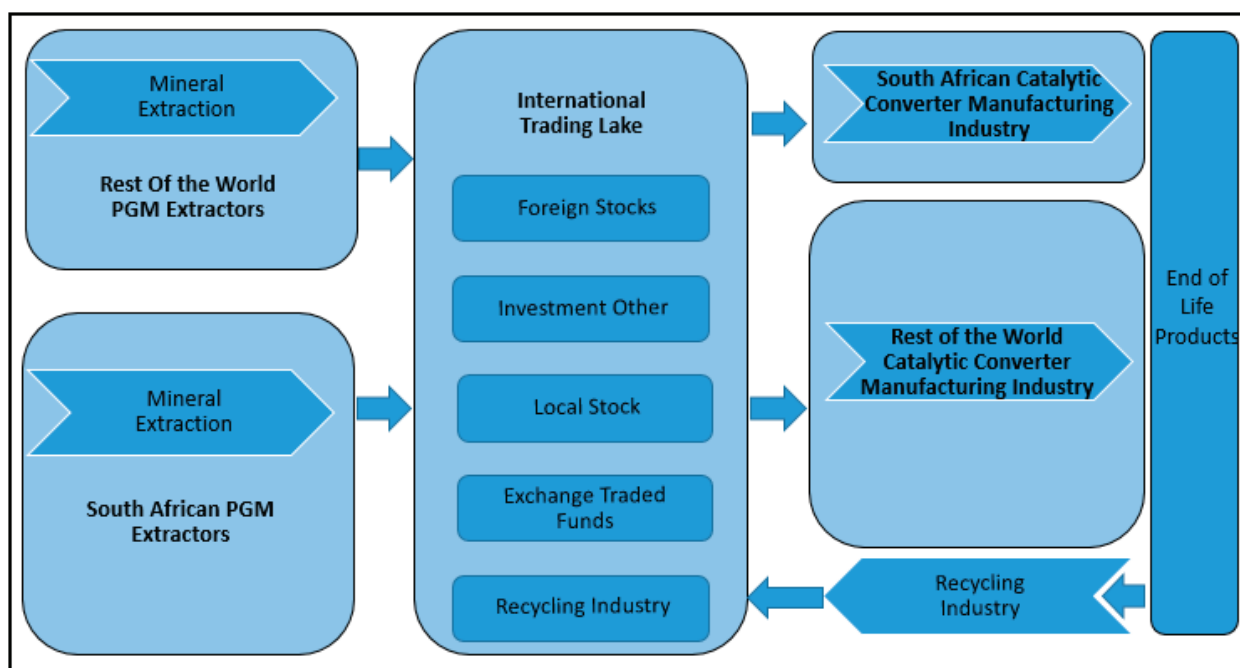 Mineral
Extraction
Rest Of the World
PGM Extractors
Mineral
Extraction
South African PGM
Extractors
International
Trading Lake
Foreign Stocks
Investment Other
Local Stock
Exchange Traded
Funds
Recycling Industry
South African Catalytic
Converter Manufacturing
Industry
Rest of the World
Catalytic Converter
Manufacturing Industry
Recycling
Industry
End of
Life
Products